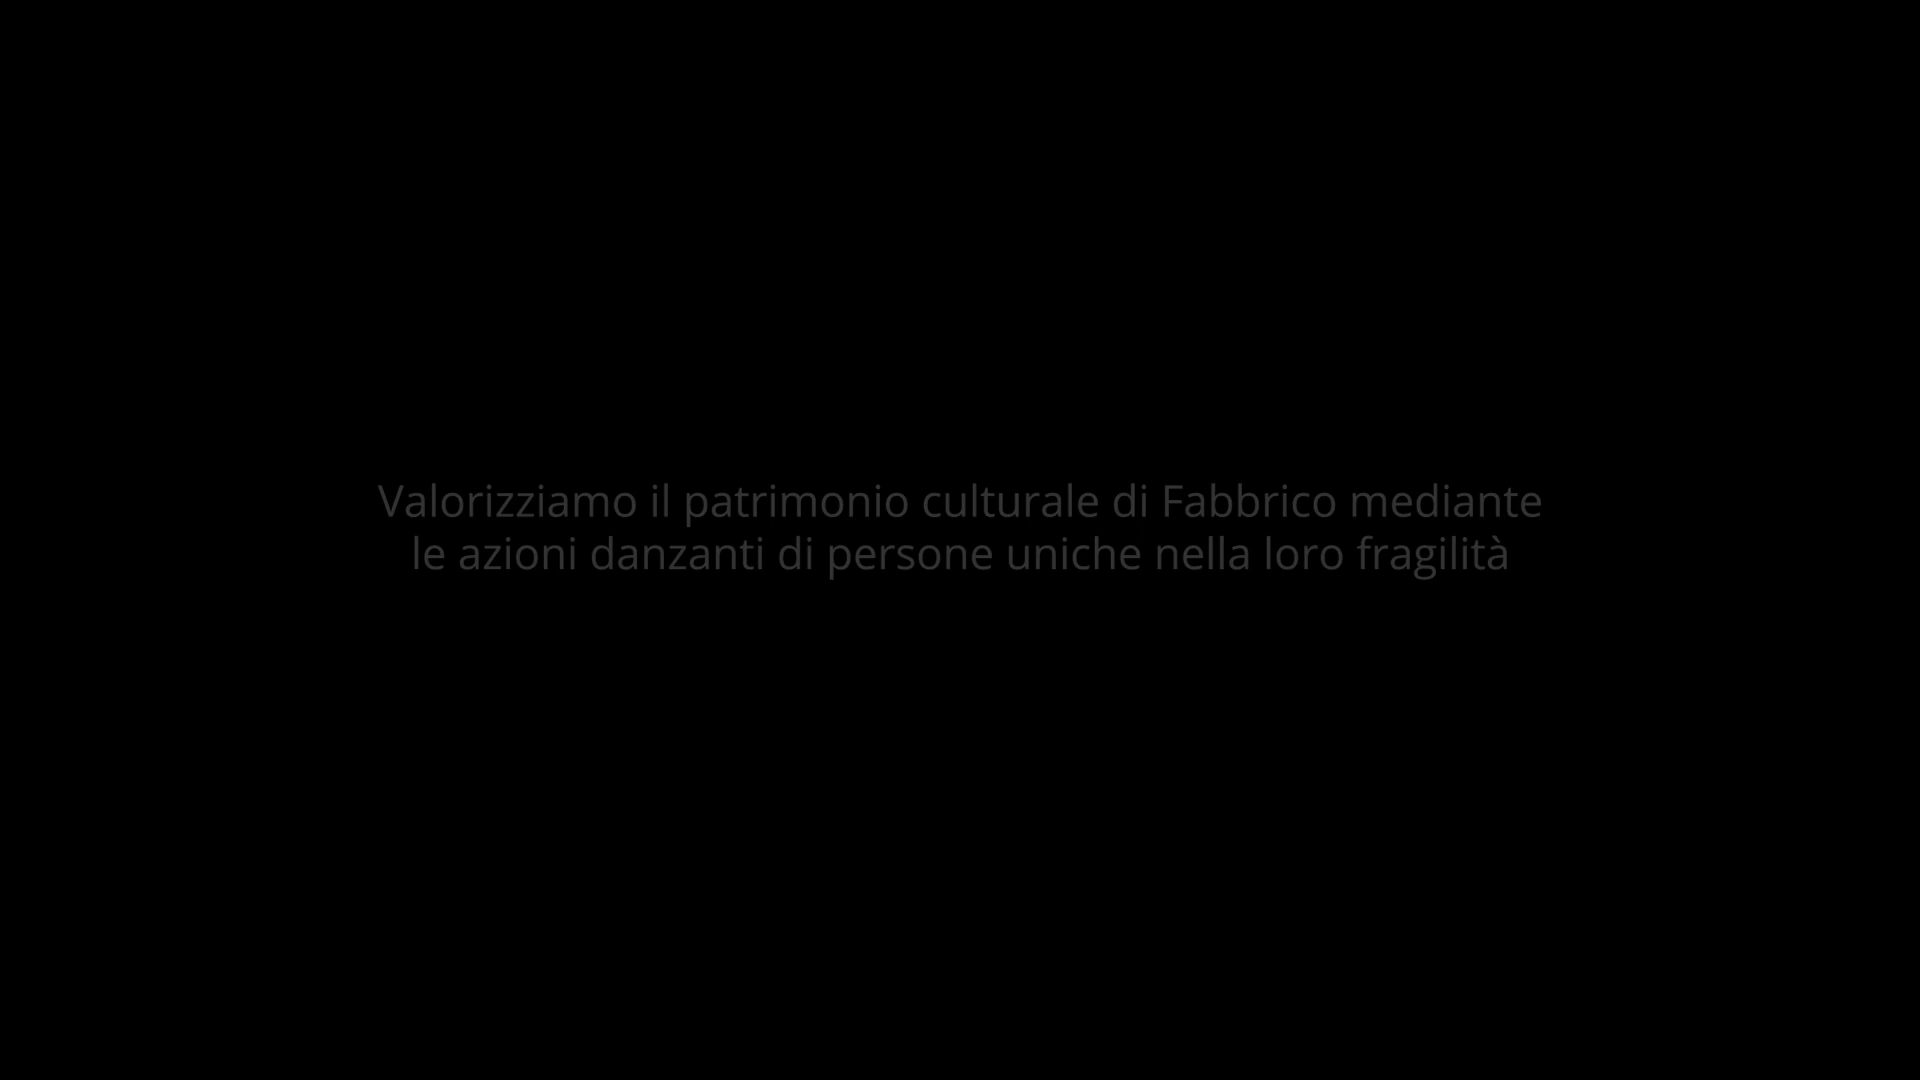 Valorizziamo il patrimonio culturale di Fabbrico mediante
le azioni danzanti di persone uniche nella loro fragilità